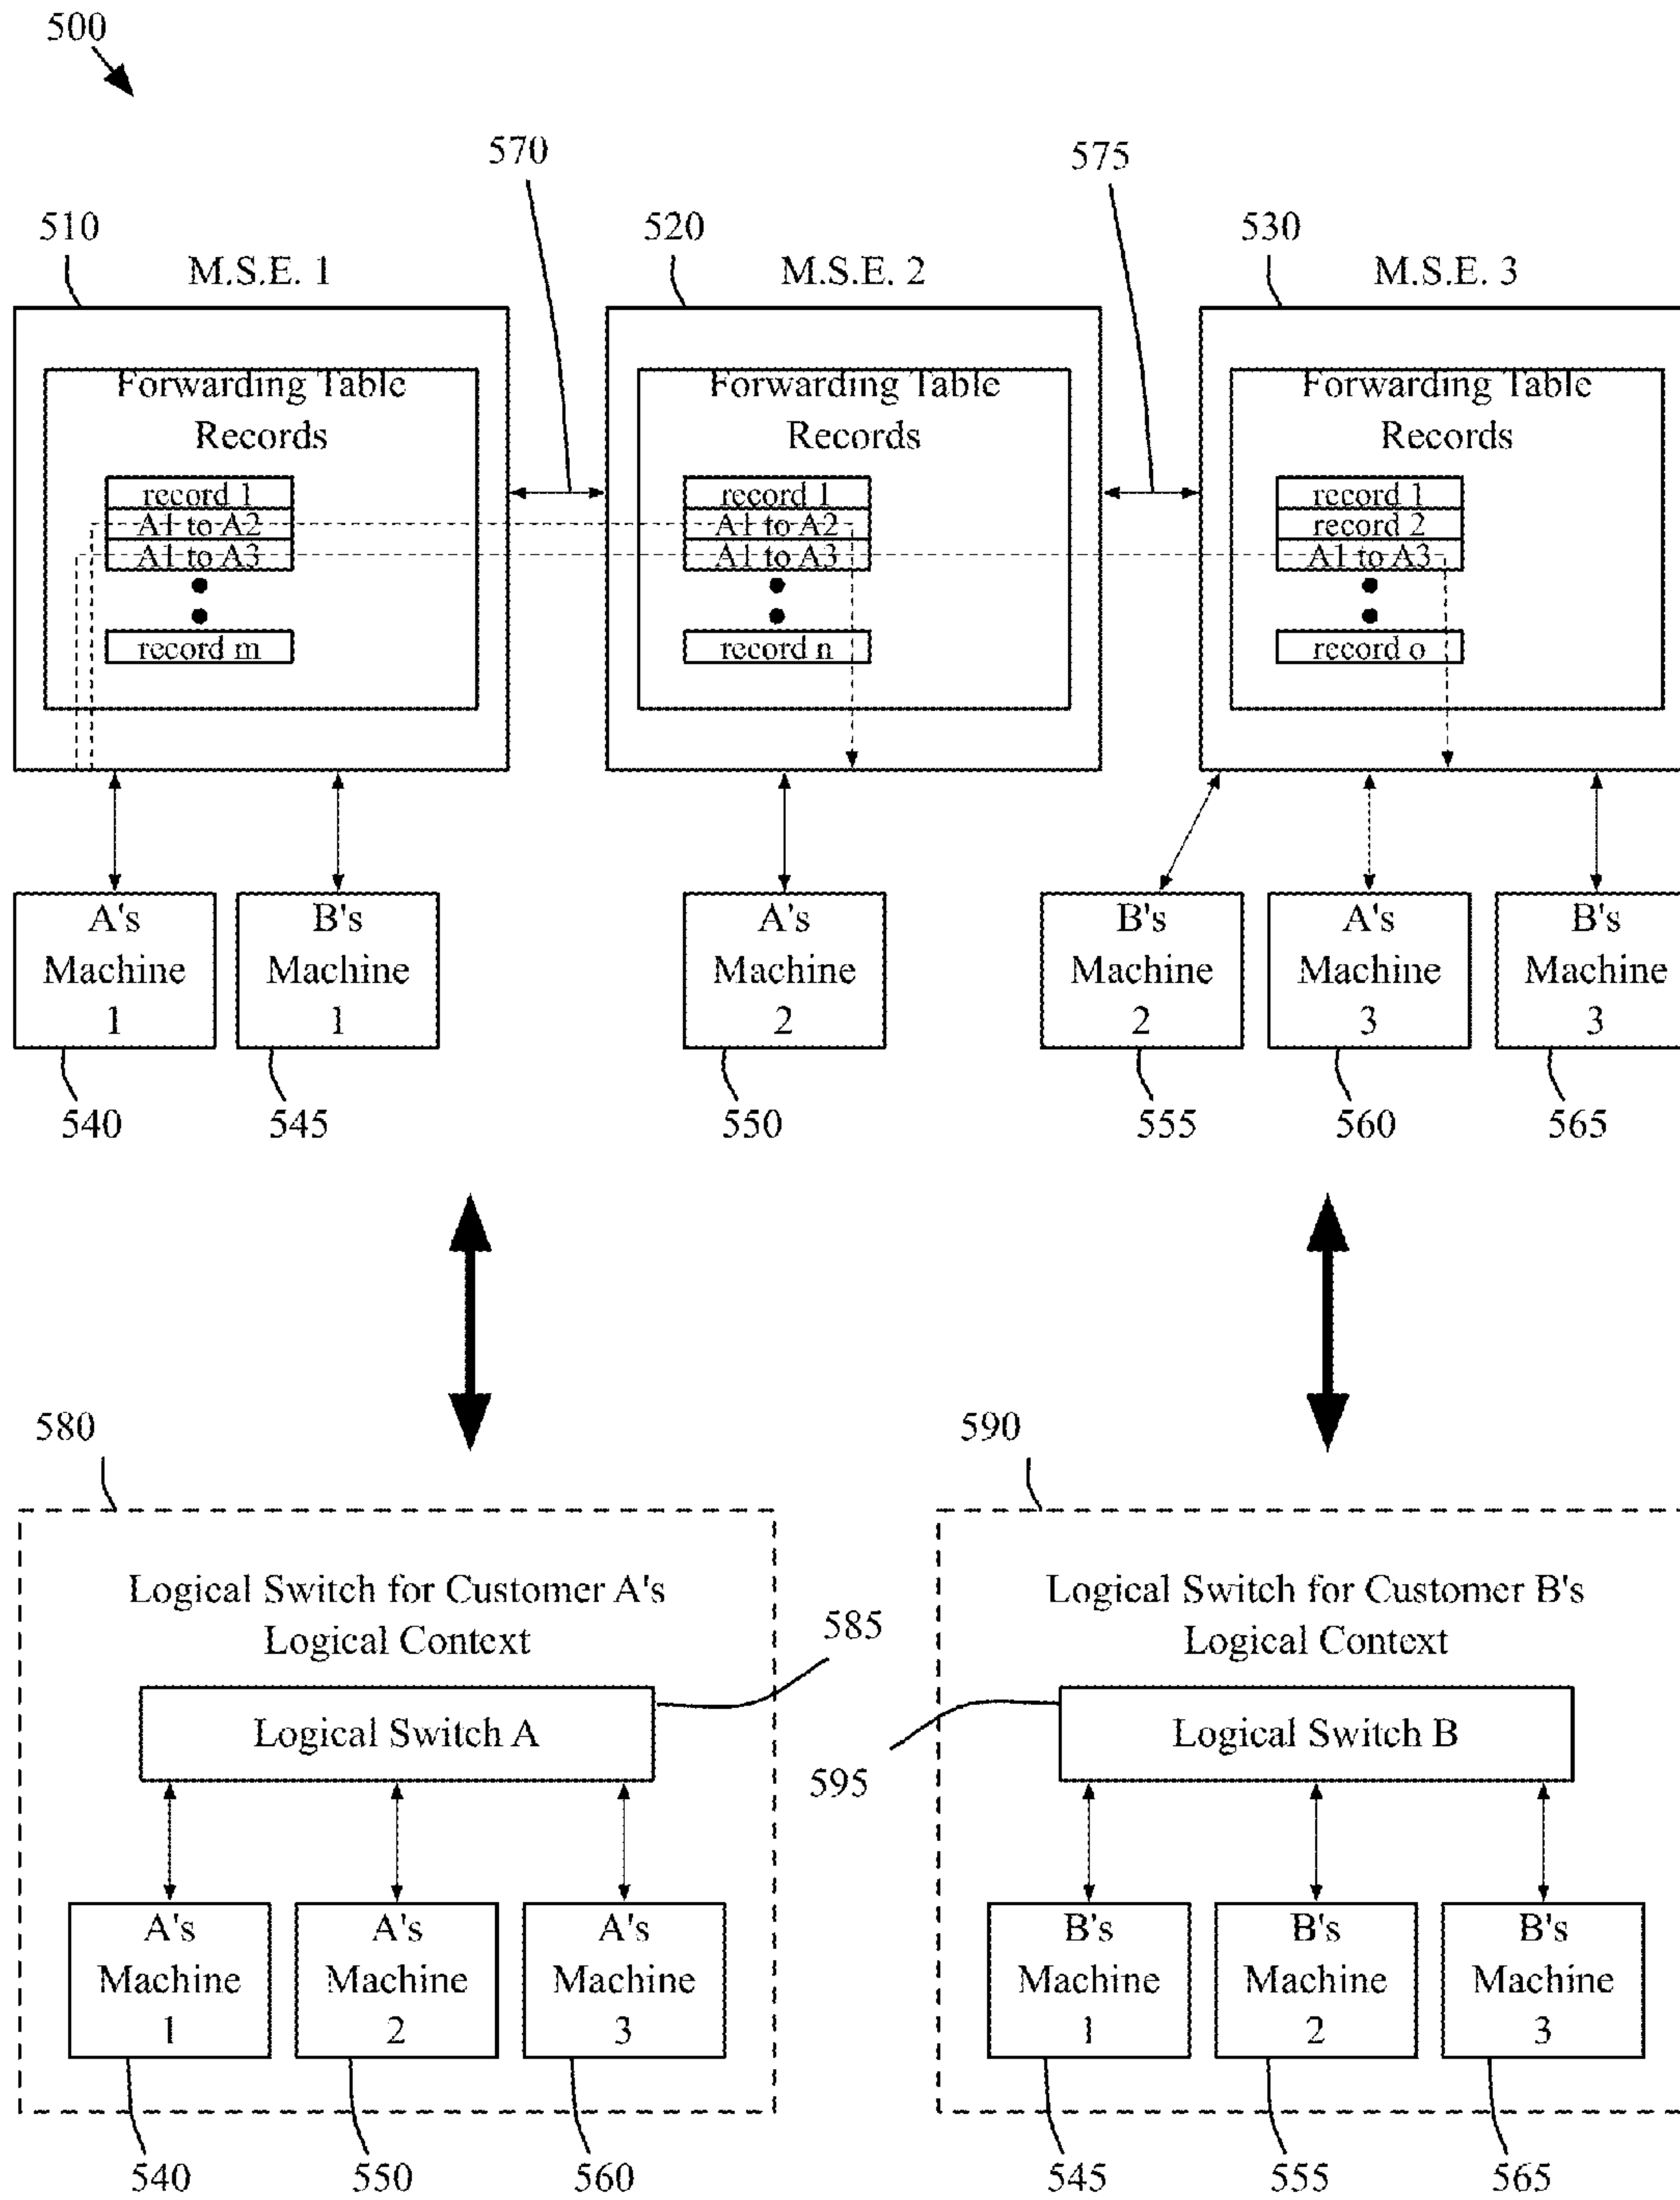 500
570
575
510
520
530
M.S.E. 1
M.S.E. 2
M.S.E. 3
Forwarding Table
Records
record 1
A1 to A2
A1 to A3
record m
Forwarding Table
Records
record 1
A1 to A2
A1 to A3
record n
Forwarding Table
Records
record 1
record 2
A1 to A3
record o
A's
Machine
1
B's
Machine
1
A's
Machine
2
B's
Machine
2
A's
Machine
3
B's
Machine
3
540
545
550
555
560
565
580
590
Logical Switch for Customer A's
Logical Context
585
Logical Switch A
A's
Machine
1
A's
Machine
2
A's
Machine
3
540
550
560
Logical Switch for Customer B's
Logical Context
595
Logical Switch B
B's
Machine
1
B's
Machine
2
B's
Machine
3
545
555
565